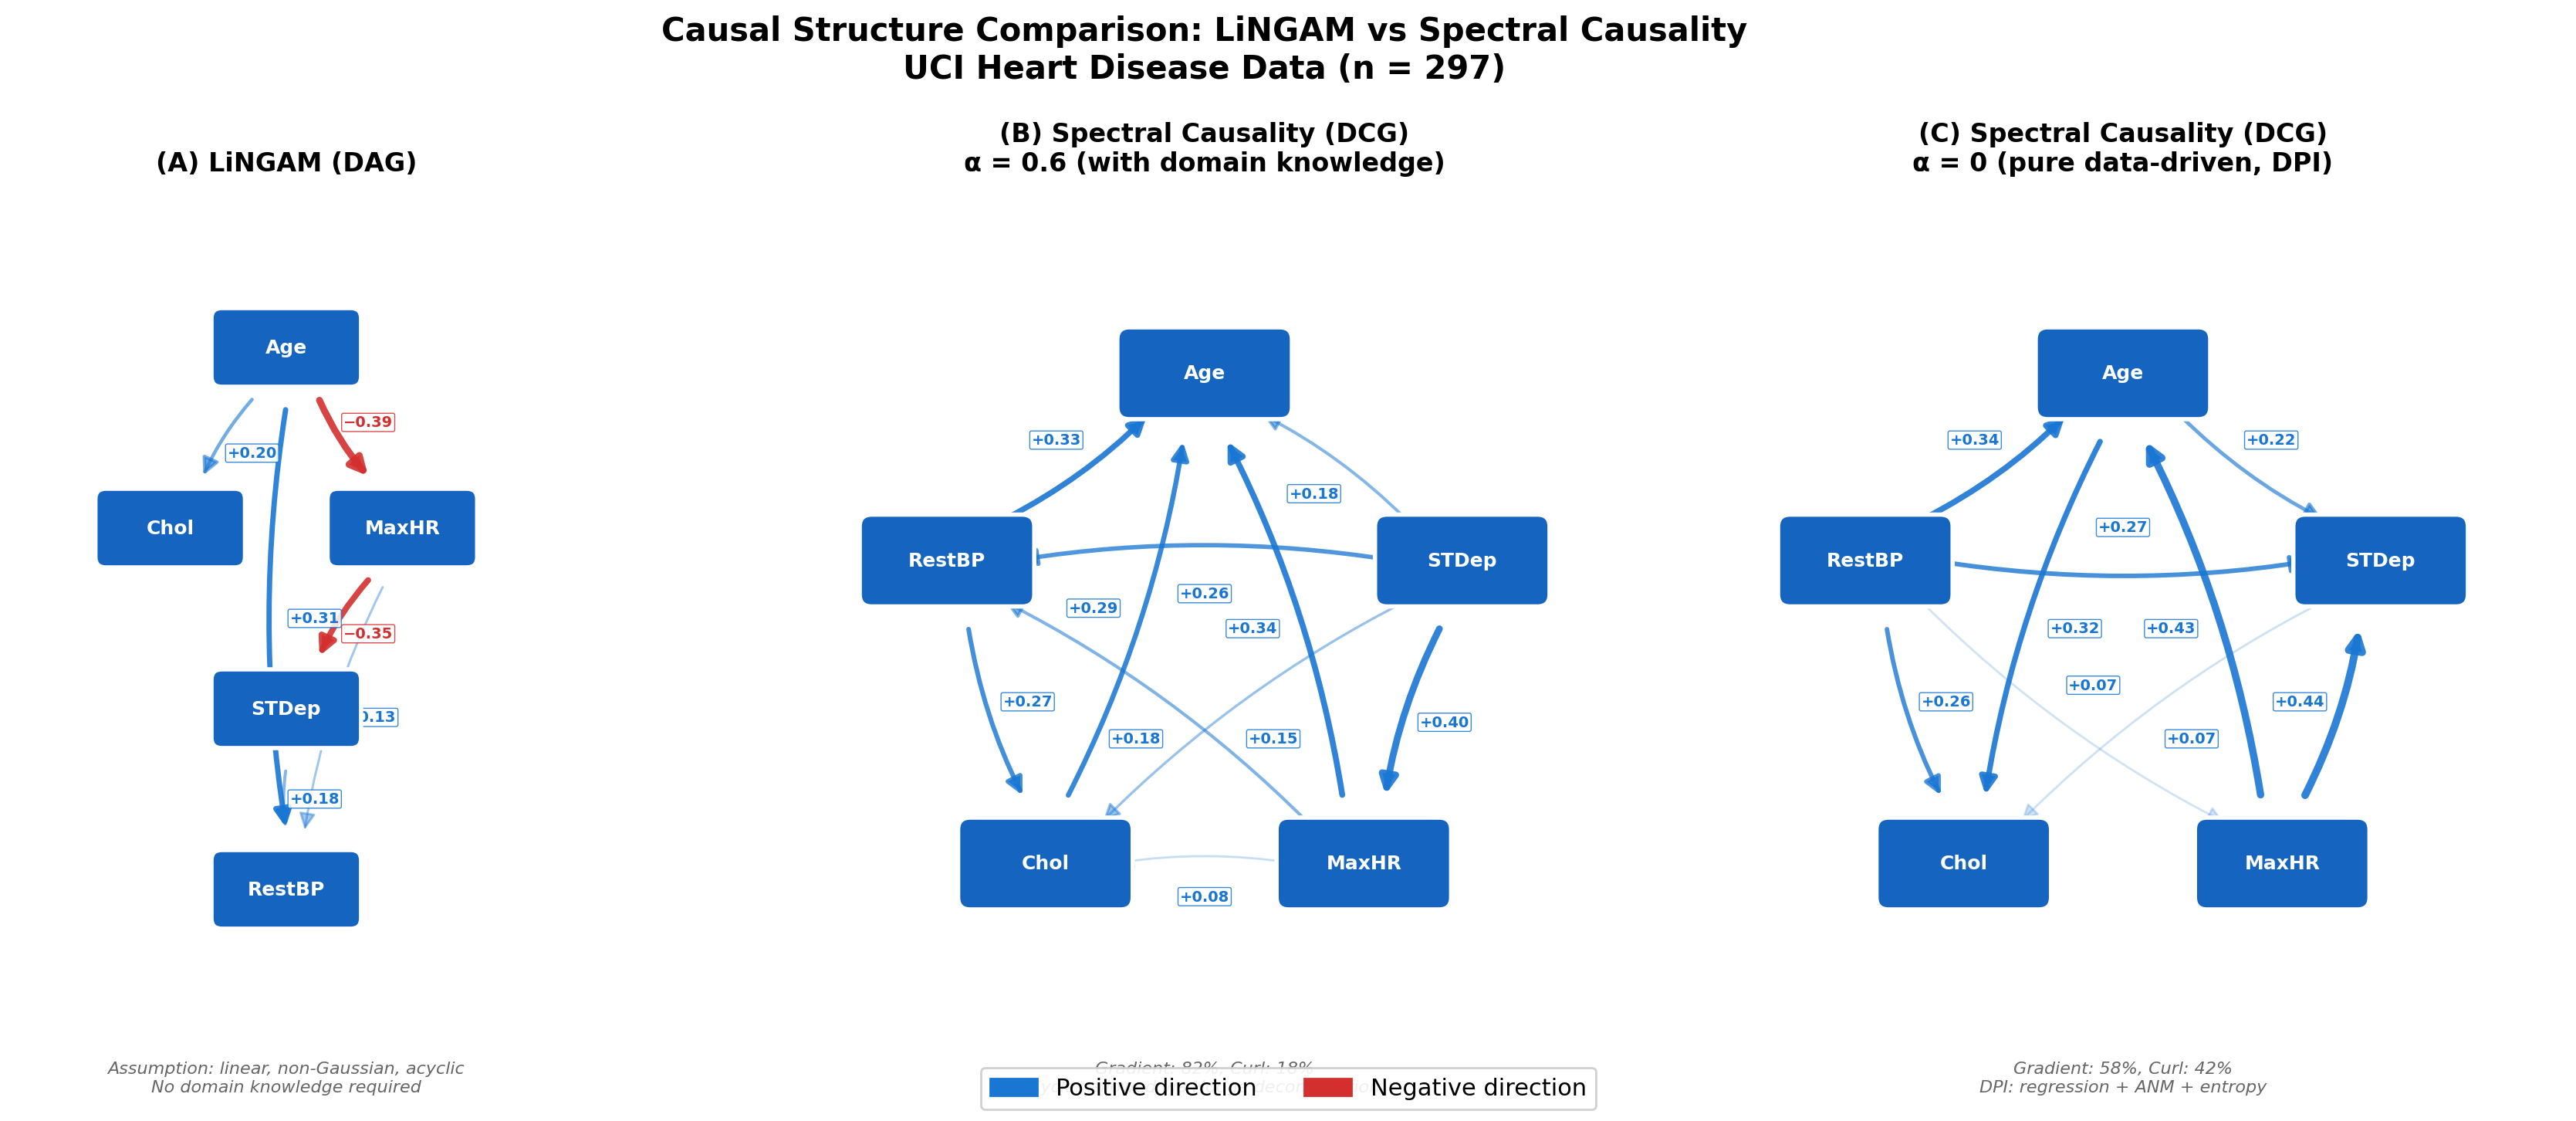 Causal Structure Comparison: LiNGAM vs Spectral Causality
UCI Heart Disease Data (n = 297)
(A) LiNGAM (DAG)
Age
−0.39
+0.20
Chol
MaxHR
+0.31
−0.35
STDep
0.13
+0.18
RestBP
Assumption: linear, non-Gaussian, acyclic
No domain knowledge required
(B) Spectral Causality (DCG)
α = 0.6 (with domain knowledge)
Age
+0.33
+0.18
RestBP
STDep
+0.26
+0.29
+0.34
+0.27
+0.40
+0.18
+0.15
Chol
MaxHR
+0.08
Gradient: 82%, Curl: 18%
Positive direction
Negative direction
(C) Spectral Causality (DCG)
α = 0 (pure data-driven, DPI)
Age
+0.34
+0.22
+0.27
RestBP
STDep
+0.32
+0.43
+0.07
+0.26
+0.44
+0.07
Chol
MaxHR
Gradient: 58%, Curl: 42%
DPI: regression + ANM + entropy